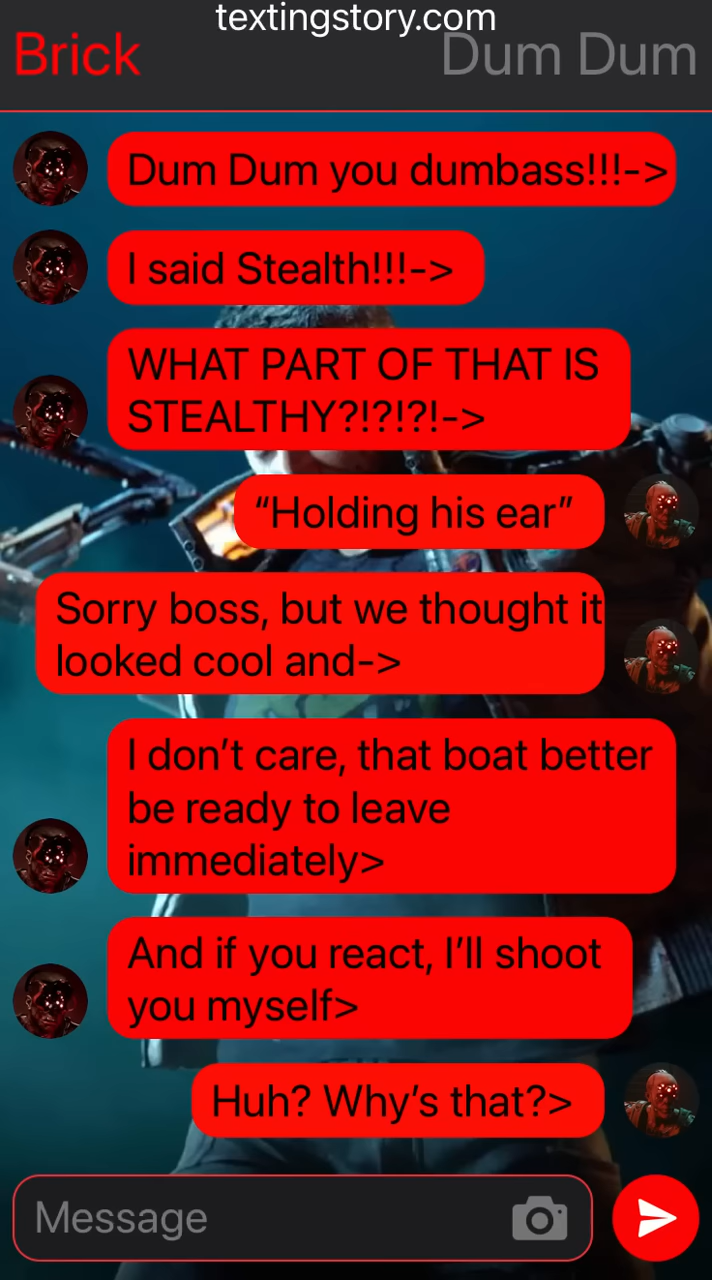 textingstory.com
Brick
Dum Dum
Dum Dum you dumbass!!!->
I said Stealth!!!->
WHAT PART OF THAT IS
STEALTHY?!?!?!->
“Holding his ear”
Sorry boss, but we thought it
looked cool and->
I don’t care, that boat better
be ready to leave
immediately>
And if you react, I’ll shoot
you myself>
Huh? Why’s that?>
Message